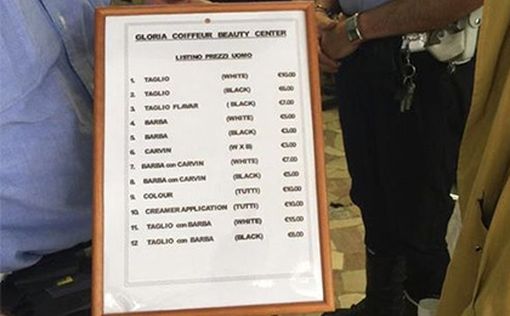 GLORIA COIFFEUR BEAUTY CENTER
LISTINO PREZZI UOMO
1. TAGLIO (WHITE) €10.00
2. TAGLIO (BLACK) €6.00
3. TAGLIO FLAVAR (BLACK) €7.00
4. BARBA (WHITE) €5.00
5. BARBA (BLACK) €3.00
6. CARVIN (W X B) €3.00
7. BARBA con CARVIN (WHITE) €7.00
8. BARBA con CARVIN (BLACK) €5.00
9. COLOUR (TUTTI) €10.00
10. CREAMER APPLICATION (TUTTI) €10.00
11. TAGLIO con BARBA (WHITE) €15.00
12 TAGLIO con BARBA (BLACK) €8.00